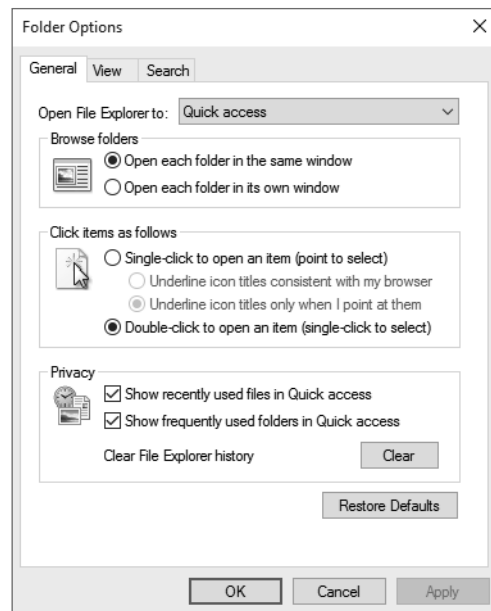 Folder Options
General View Search
Open File Explorer to: Quick access
Browse folders
Open each folder in the same window
Open each folder in its own window
Click items as follows
Single-click to open an item (point to select)
Underline icon titles consistent with my browser
Underline icon titles only when I point at them
Double-click to open an item (single-click to select)
Privacy
Show recently used files in Quick access
Show frequently used folders in Quick access
Clear File Explorer history Clear
Restore Defaults
OK Cancel Apply